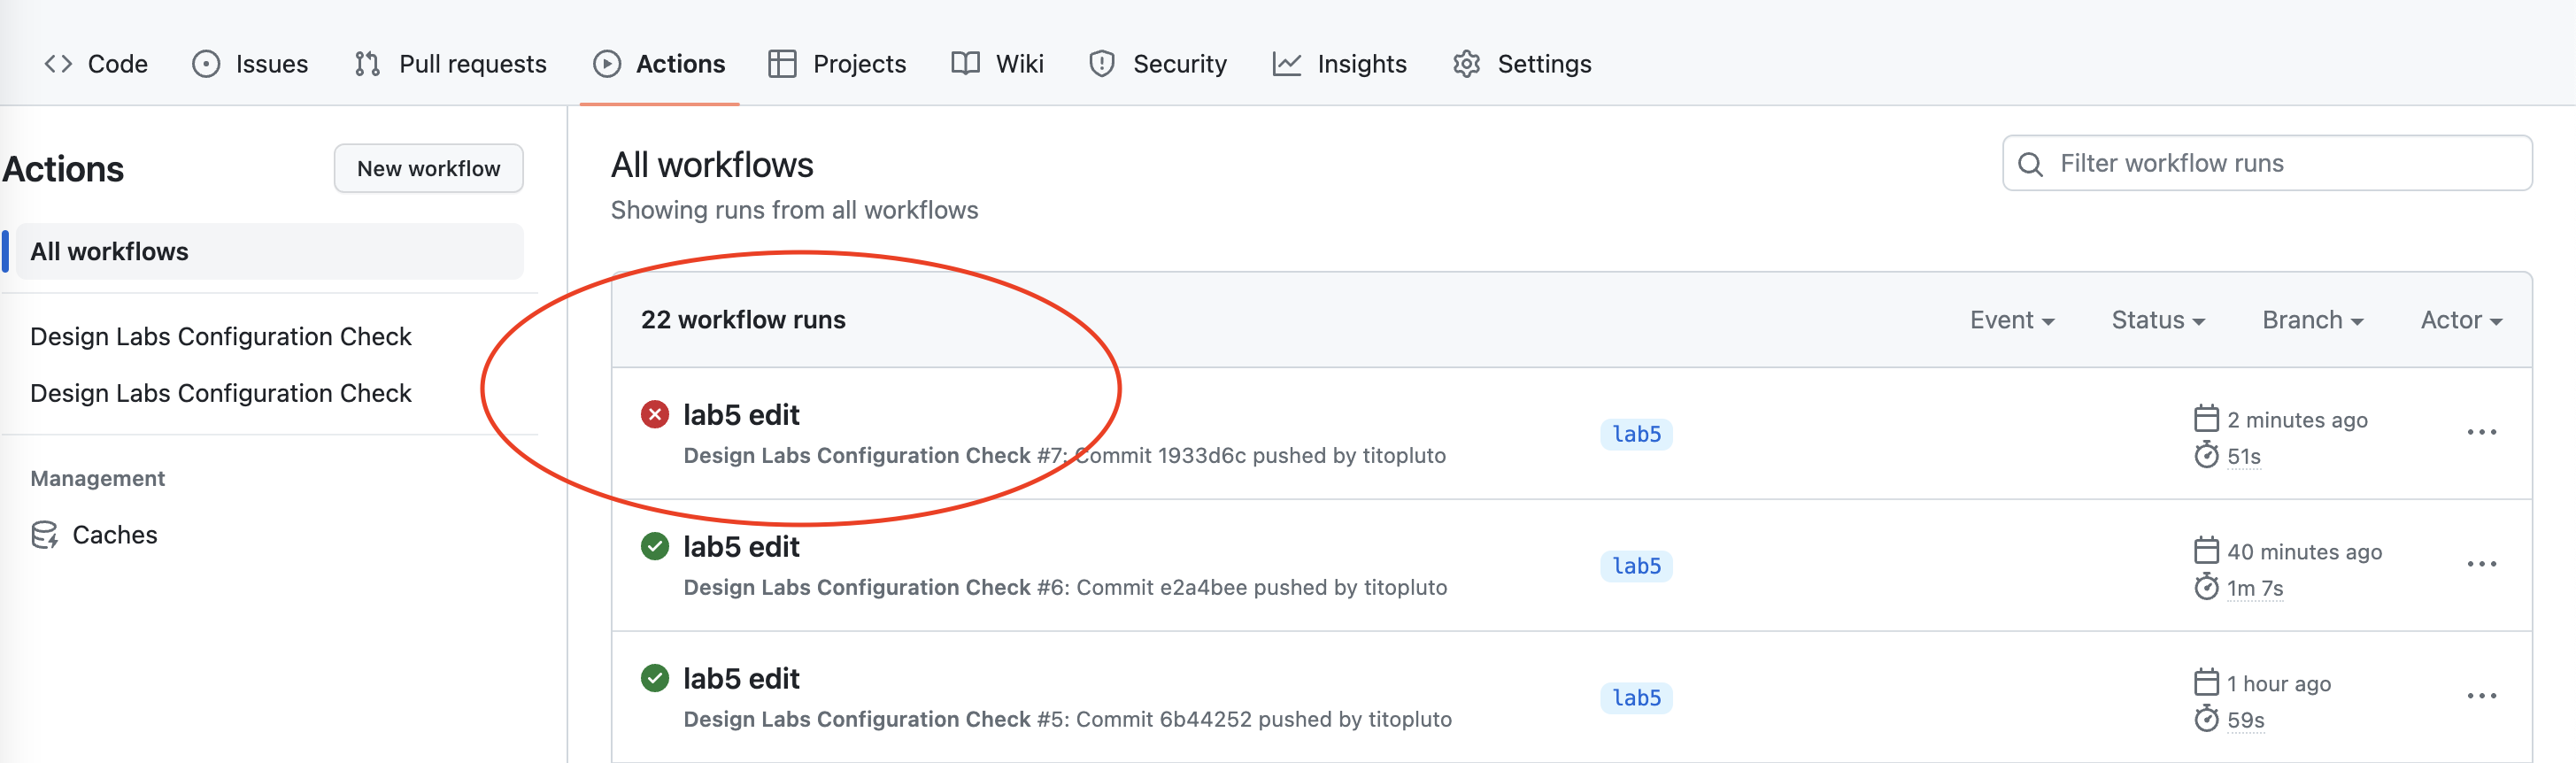 Code Issues Pull requests Actions Projects Wiki Security Insights Settings
Actions
New workflow
All workflows
Design Labs Configuration Check
Design Labs Configuration Check
Management
Caches
All workflows
Showing runs from all workflows
Filter workflow runs
22 workflow runs
Event Status Branch Actor
lab5 edit
Design Labs Configuration Check #7: Commit 1933d6c pushed by titopluto
lab5
2 minutes ago
51s
lab5 edit
Design Labs Configuration Check #6: Commit e2a4bee pushed by titopluto
lab5
40 minutes ago
1m 7s
lab5 edit
Design Labs Configuration Check #5: Commit 6b44252 pushed by titopluto
lab5
1 hour ago
59s